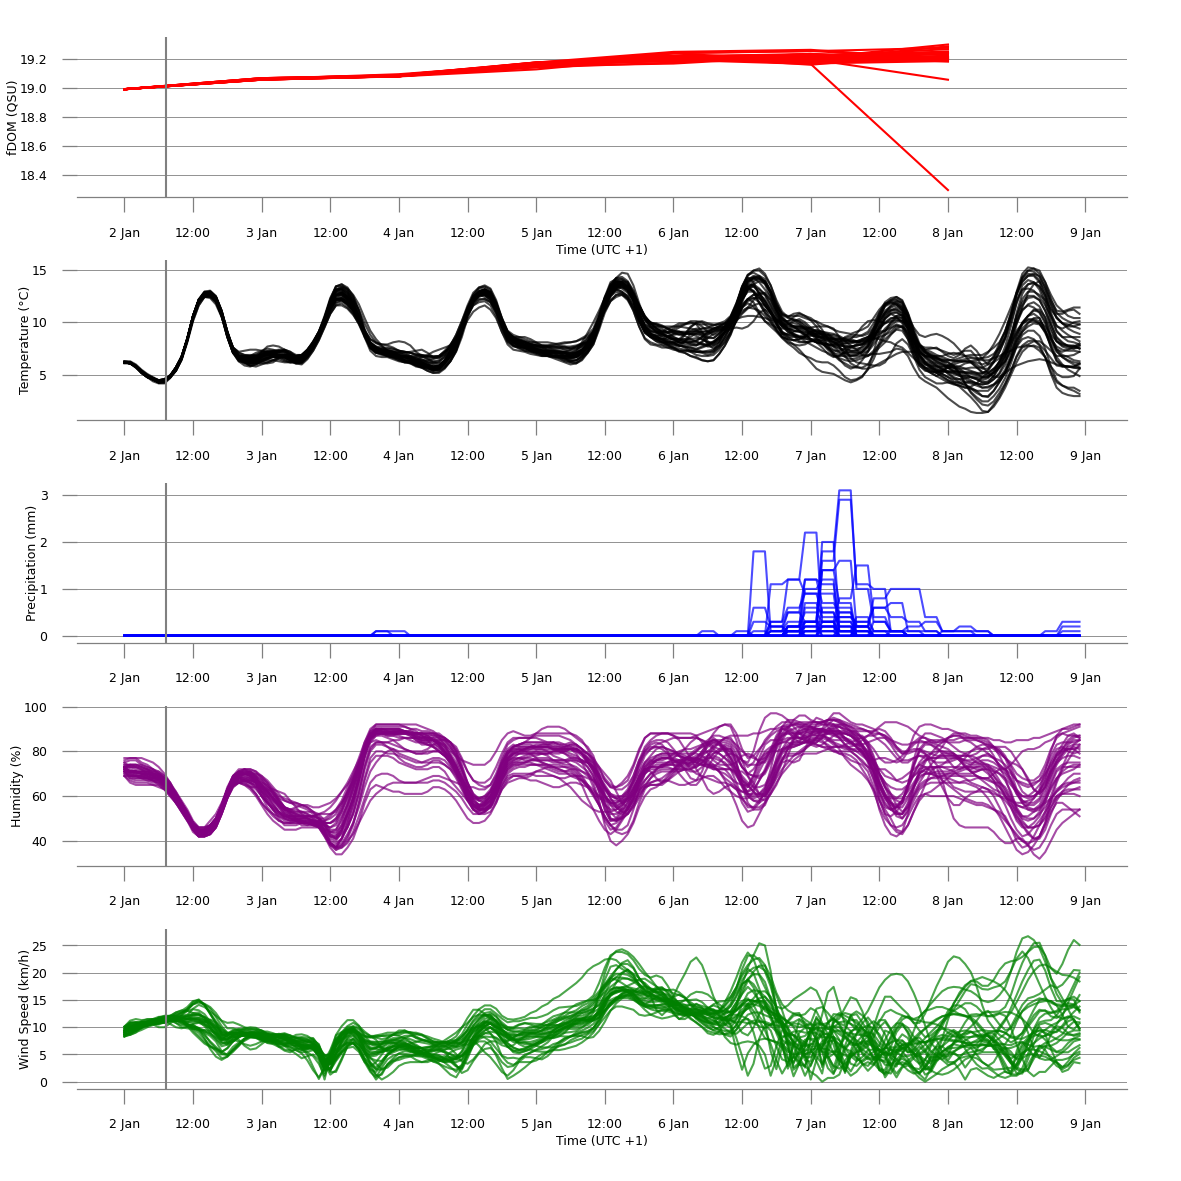 fDOM (QSU)
19.2
19.0
18.8
18.6
18.4
2 Jan 12:00 3 Jan 12:00 4 Jan 12:00 5 Jan 12:00 6 Jan 12:00 7 Jan 12:00 8 Jan 12:00 9 Jan
Time (UTC +1)
Temperature (°C)
15
10
5
2 Jan 12:00 3 Jan 12:00 4 Jan 12:00 5 Jan 12:00 6 Jan 12:00 7 Jan 12:00 8 Jan 12:00 9 Jan
Precipitation (mm)
3
2
1
0
2 Jan 12:00 3 Jan 12:00 4 Jan 12:00 5 Jan 12:00 6 Jan 12:00 7 Jan 12:00 8 Jan 12:00 9 Jan
Humidity (%)
100
80
60
40
2 Jan 12:00 3 Jan 12:00 4 Jan 12:00 5 Jan 12:00 6 Jan 12:00 7 Jan 12:00 8 Jan 12:00 9 Jan
Wind Speed (km/h)
25
20
15
10
5
0
2 Jan 12:00 3 Jan 12:00 4 Jan 12:00 5 Jan 12:00 6 Jan 12:00 7 Jan 12:00 8 Jan 12:00 9 Jan
Time (UTC +1)